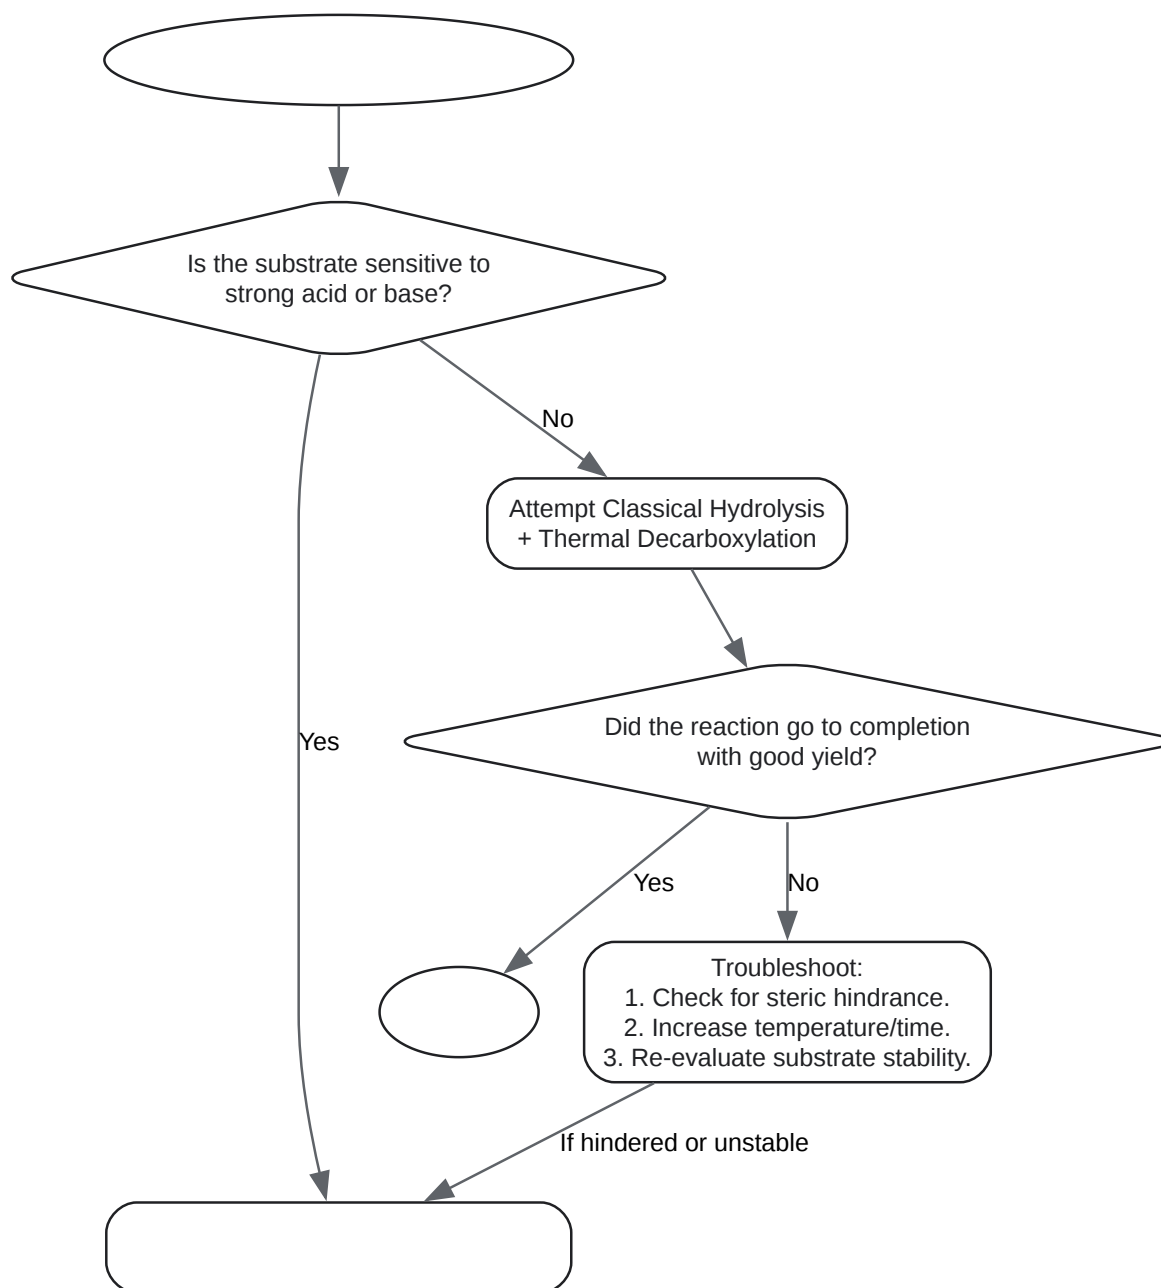 Is the substrate sensitive to
strong acid or base?
No
Attempt Classical Hydrolysis
+ Thermal Decarboxylation
Yes
Did the reaction go to completion
with good yield?
Yes
No
Troubleshoot:
1. Check for steric hindrance.
2. Increase temperature/time.
3. Re-evaluate substrate stability.
If hindered or unstable